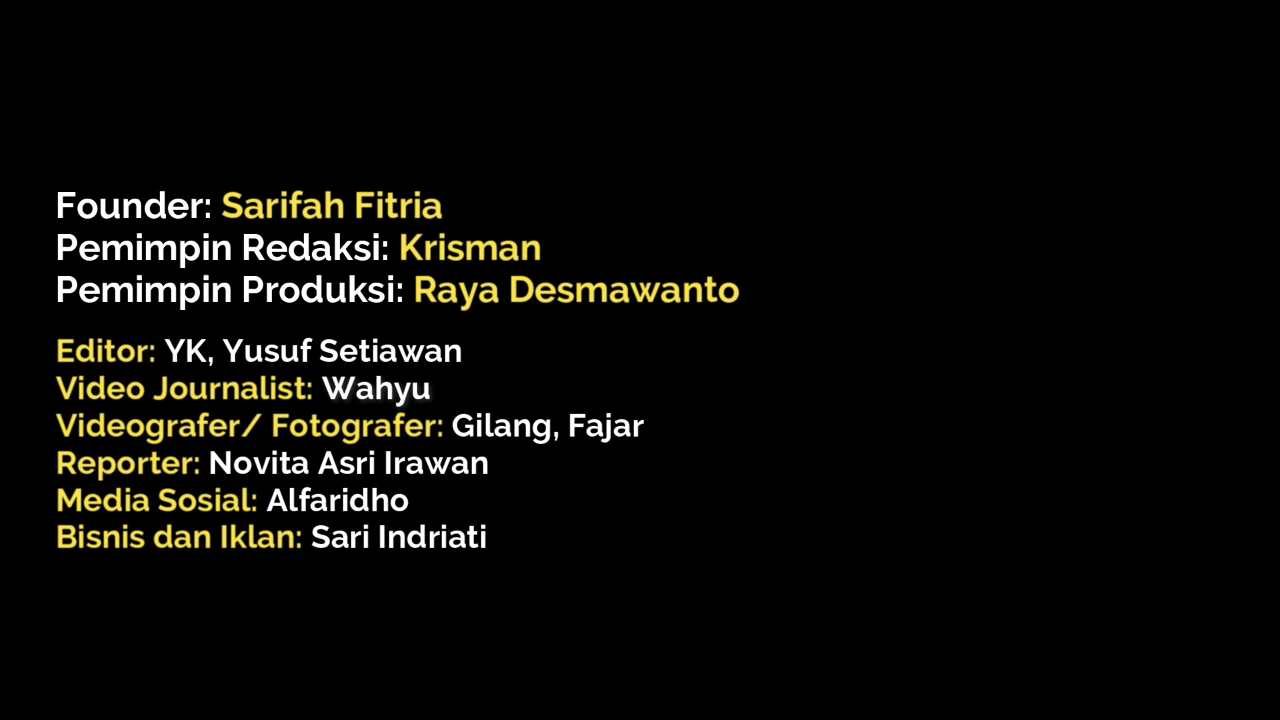 Founder: Sarifah Fitria
Pemimpin Redaksi: Krisman
Pemimpin Produksi: Raya Desmawanto
Editor: YK, Yusuf Setiawan
Video Journalist: Wahyu
Videografer/ Fotografer: Gilang, Fajar
Reporter: Novita Asri Irawan
Media Sosial: Alfaridho
Bisnis dan Iklan: Sari Indriati